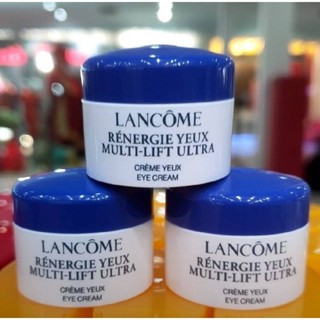 LANCÔME
RÉNERGIE YEUX
MULTI-LIFT ULTRA
CRÈME YEUX
EYE CREAM
LANCÔME
RÉNERGIE YEUX
MULTI-LIFT ULTRA
CRÈME YEUX
EYE CREAM
LANCÔME
RÉNERGIE YEUX
MULTI-LIFT ULTRA
CRÈME YEUX
EYE CREAM